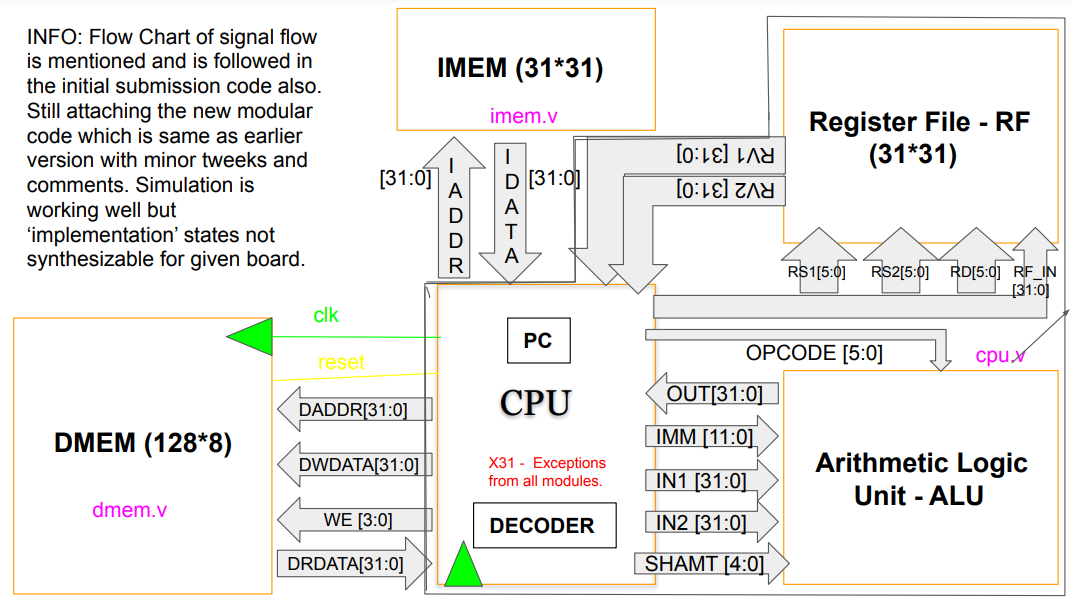 INFO: Flow Chart of signal flow
is mentioned and is followed in
the initial submission code also.
Still attaching the new modular
code which is same as earlier
version with minor tweeks and
comments. Simulation is
working well but
‘implementation’ states not
synthesizable for given board.
IMEM (31*31)
imem.v
Register File - RF
(31*31)
RV1 [31:0]
RV2 [31:0]
[31:0]
IADDR
IDATA
[31:0]
RS1[5:0]
RS2[5:0]
RD[5:0]
RF_IN
[31:0]
clk
reset
PC
CPU
X31 - Exceptions
from all modules.
DECODER
OPCODE [5:0]
cpu.v
DMEM (128*8)
dmem.v
DADDR[31:0]
DWDATA[31:0]
WE [3:0]
DRDATA[31:0]
OUT[31:0]
IMM [11:0]
IN1 [31:0]
IN2 [31:0]
SHAMT [4:0]
Arithmetic Logic
Unit - ALU